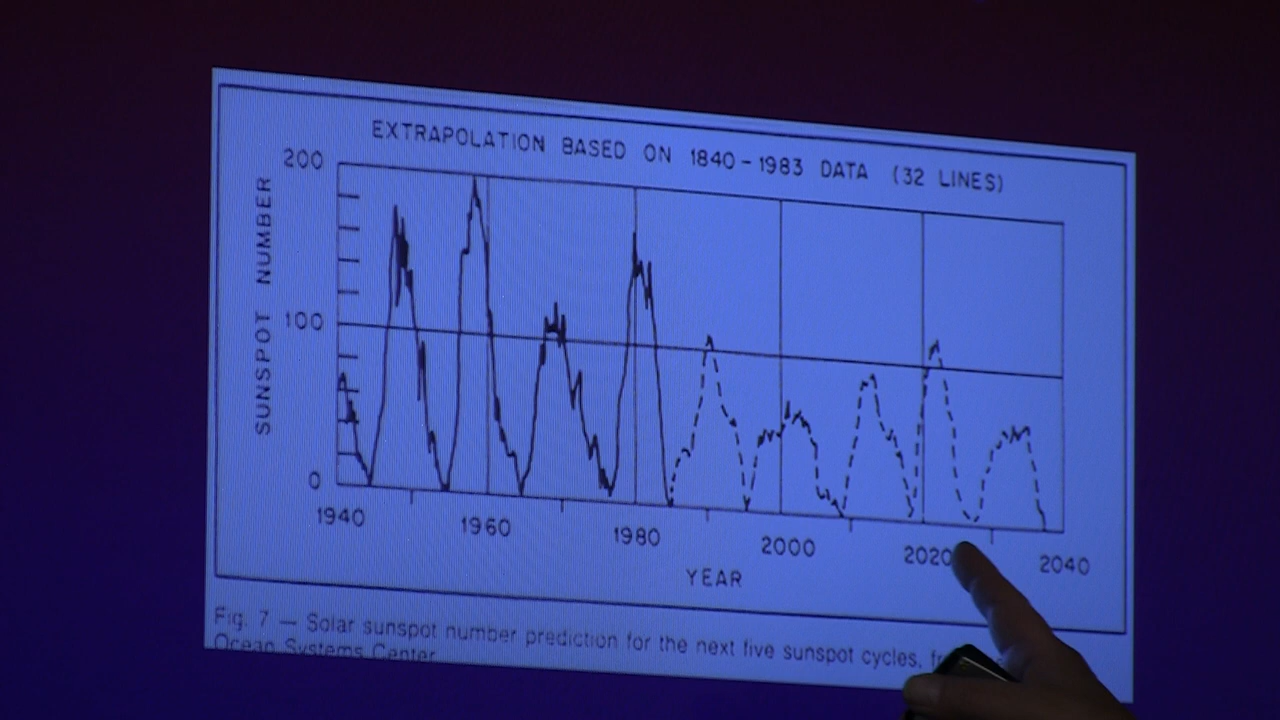 EXTRAPOLATION BASED ON 1840-1983 DATA (32 LINES)
200
100
0
SUNSPOT NUMBER
1940 1960 1980 2000 2020 2040
YEAR
Fig. 7 — Solar sunspot number prediction for the next five sunspot cycles,
Ocean Systems Center